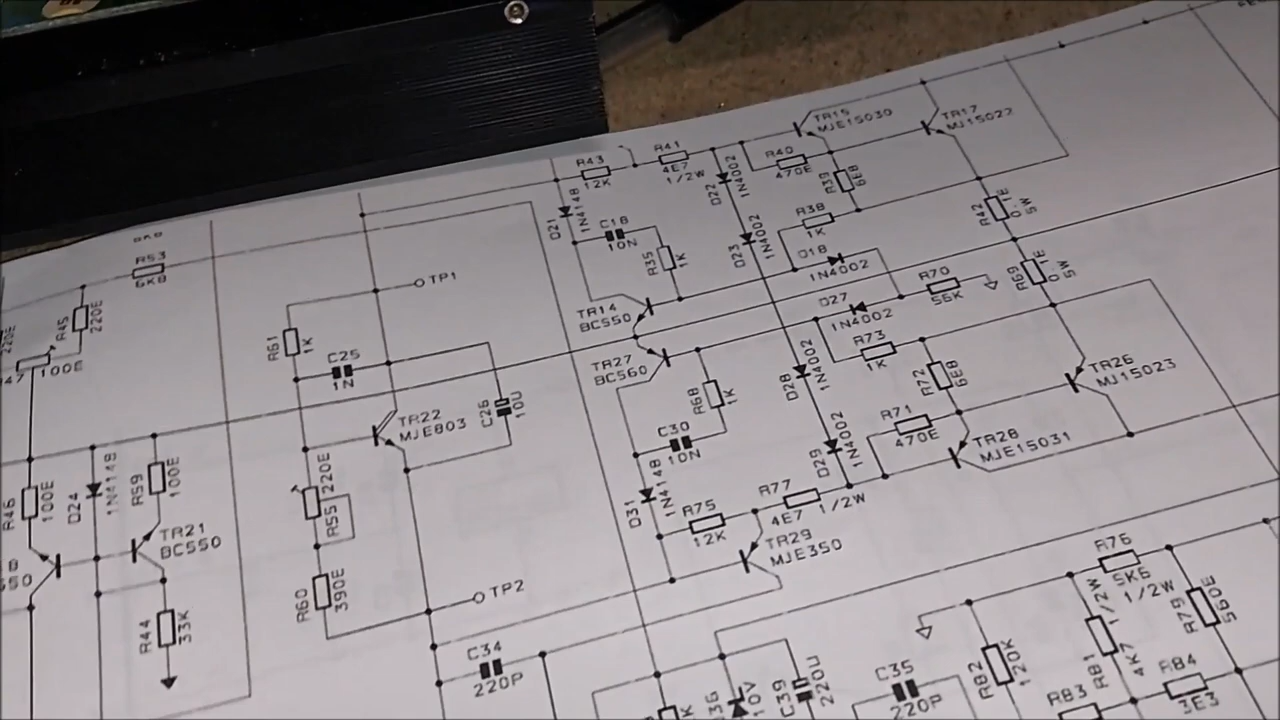 R53
6K8
R45
220E
220E
100E
R46
100E
D24
1N4148
R59
100E
TR21
BC550
R44
33K
R61
1K
C25
1N
TP1
TR22
MJE803
C26
10U
220E
R55
R60
390E
TP2
C34
220P
R43
12K
R41
4E7
1/2W
D21
1N4148
C18
10N
R35
1K
TR14
BC550
TR27
BC560
D22
1N4002
D23
1N4002
R40
470E
R39
6E8
R38
1K
D18
1N4002
TR15
MJE15030
TR17
R42
0.1E
5W
R69
0.1E
5W
R70
D27
1N4002
R73
1K
R72
6E8
R71
470E
TR26
MJ15023
TR28
MJE15031
D28
1N4002
D29
1N4002
R68
1K
C30
10N
D31
1N4148
R75
12K
R77
4E7
1/2W
TR29
MJE350
R76
5K6
1/2W
R79
560E
1/2W
R81
4K7
R82
120K
R83
R84
3E3
C35
220P
10V
C39
220U